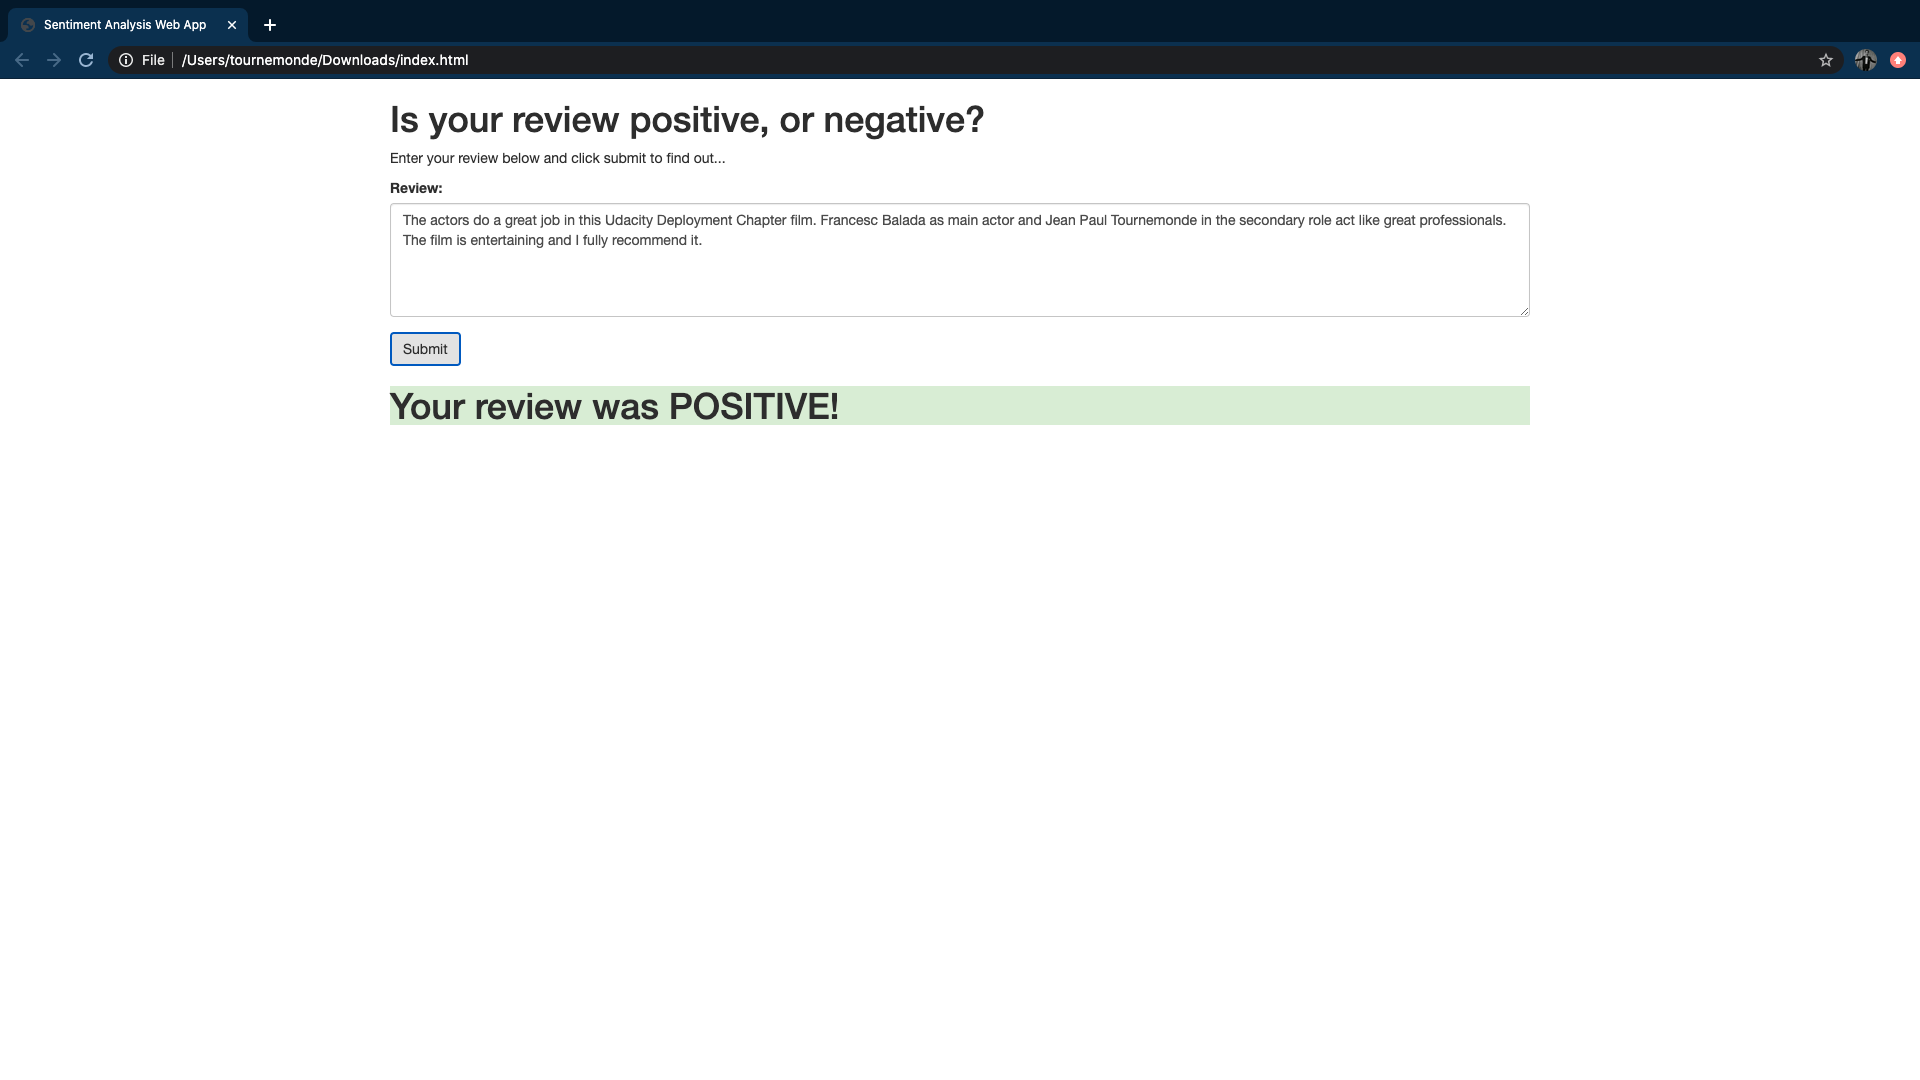 Sentiment Analysis Web App
File /Users/tournemonde/Downloads/index.html
Is your review positive, or negative?
Enter your review below and click submit to find out...
Review:
The actors do a great job in this Udacity Deployment Chapter film. Francesc Balada as main actor and Jean Paul Tournemonde in the secondary role act like great professionals.
The film is entertaining and I fully recommend it.
Submit
Your review was POSITIVE!